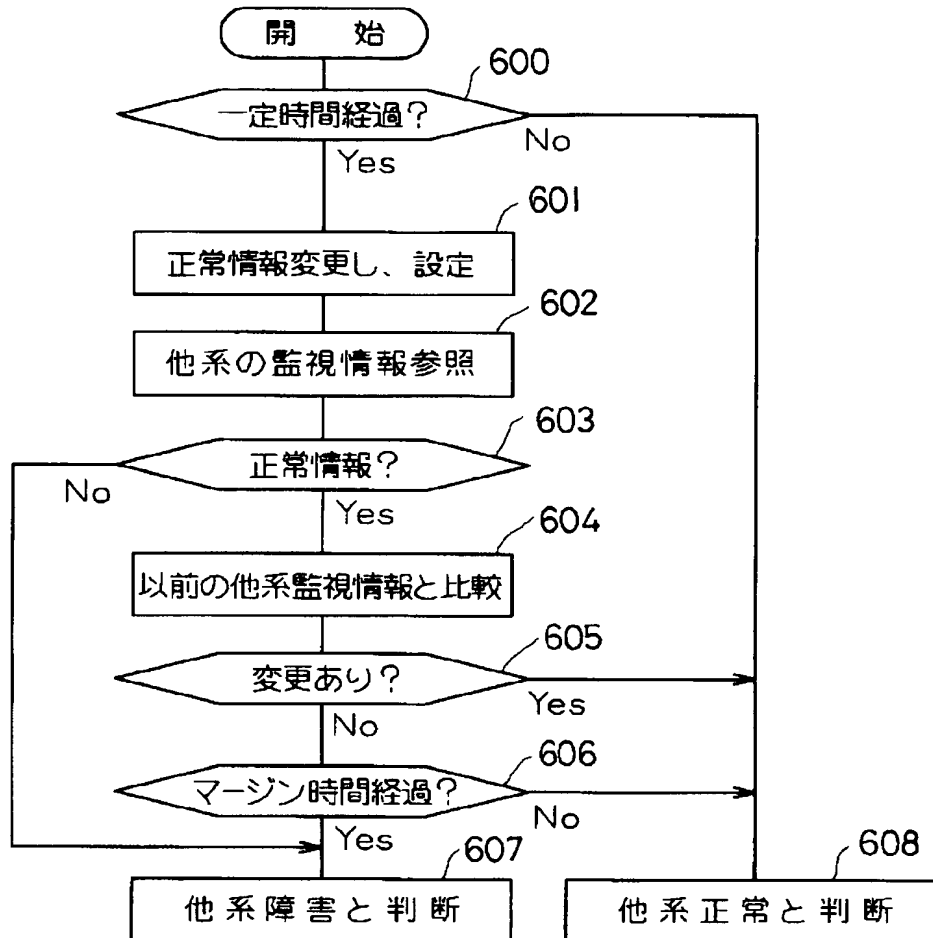 開 始
600
一定時間経過?
No
Yes
601
正常情報変更し、設定
602
他系の監視情報参照
603
正常情報?
No
Yes
604
以前の他系監視情報と比較
605
変更あり?
Yes
No
606
マージン時間経過?
No
Yes
607
他系障害と判断
608
他系正常と判断